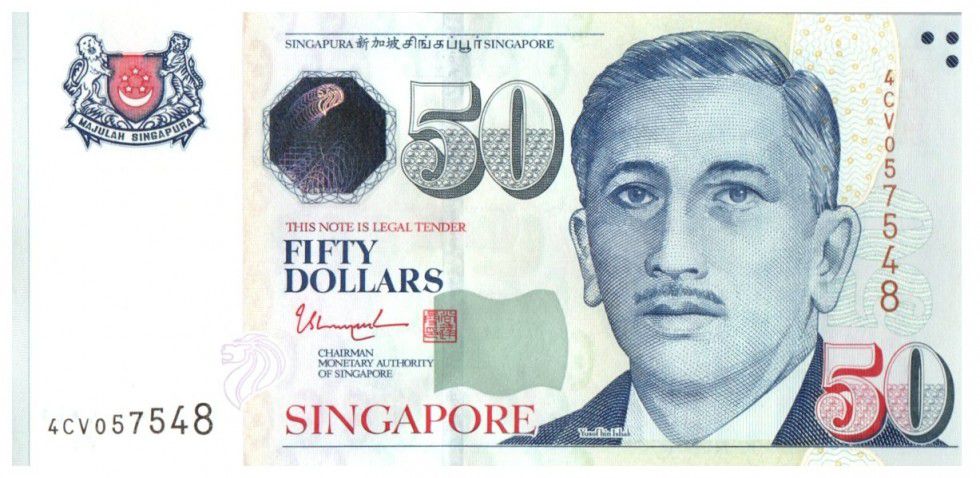 SINGAPURA 新加坡 சிங்கப்பூர் SINGAPORE
MAJULAH SINGAPURA
50
4CV057548
THIS NOTE IS LEGAL TENDER
FIFTY
DOLLARS
CHAIRMAN
MONETARY AUTHORITY
OF SINGAPORE
50
4CV057548
SINGAPORE
Yusof bin Ishak